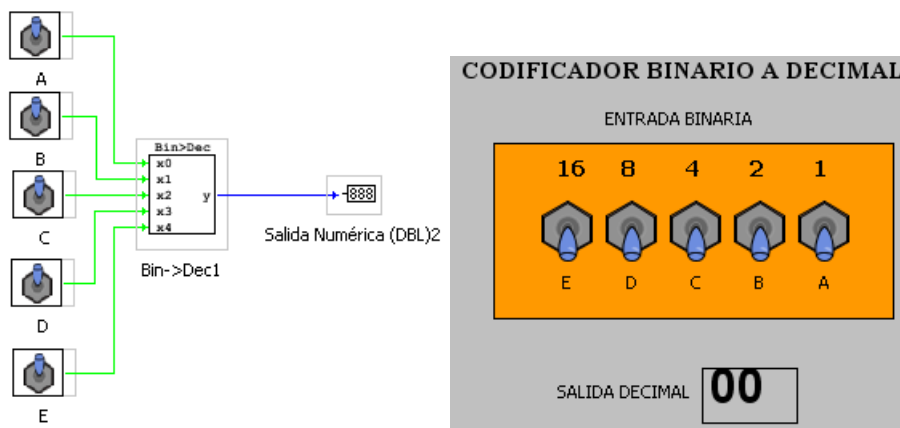 A
B
C
D
E
Bin>Dec
x0
x1
x2
x3
x4
y
Bin->Dec1
-888
Salida Numérica (DBL)2
CODIFICADOR BINARIO A DECIMAL
ENTRADA BINARIA
16 8 4 2 1
E D C B A
SALIDA DECIMAL 00